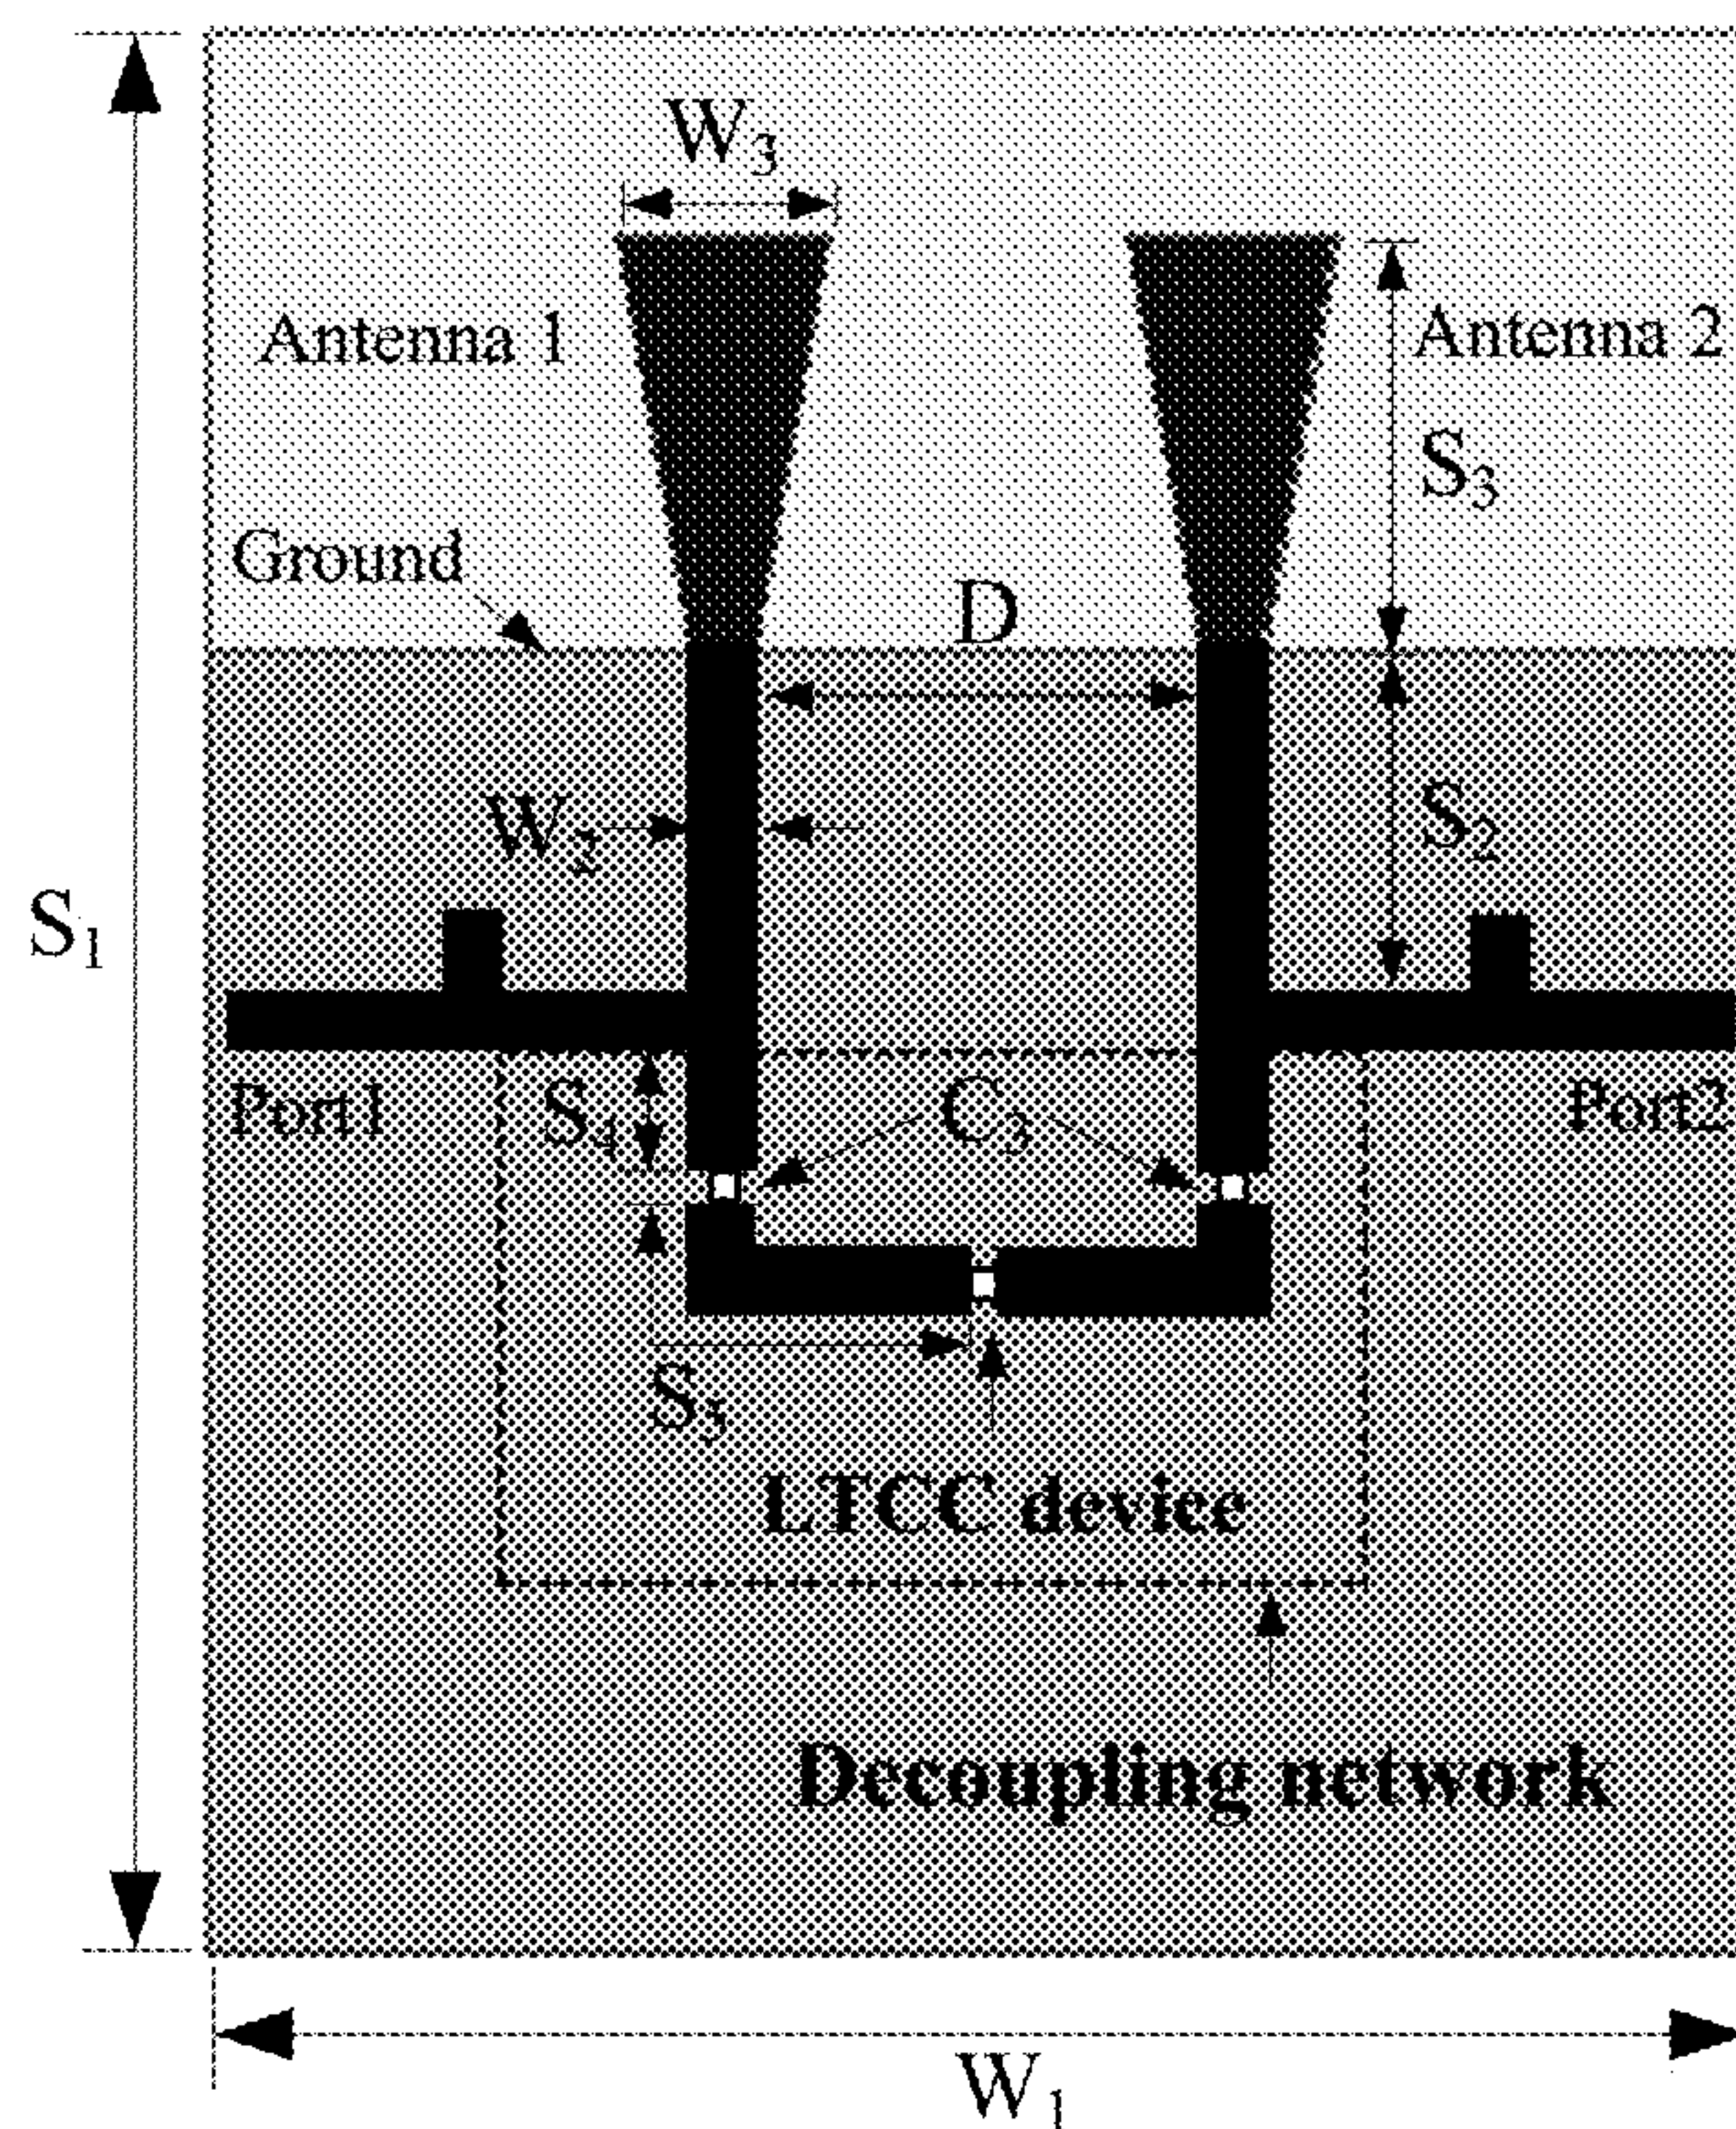 W₃
Antenna 1
Antenna 2
S₃
Ground
D
W₂
S₂
S₁
Port1
S₄
C₃
Port2
S₅
LTCC device
Decoupling network
W₁